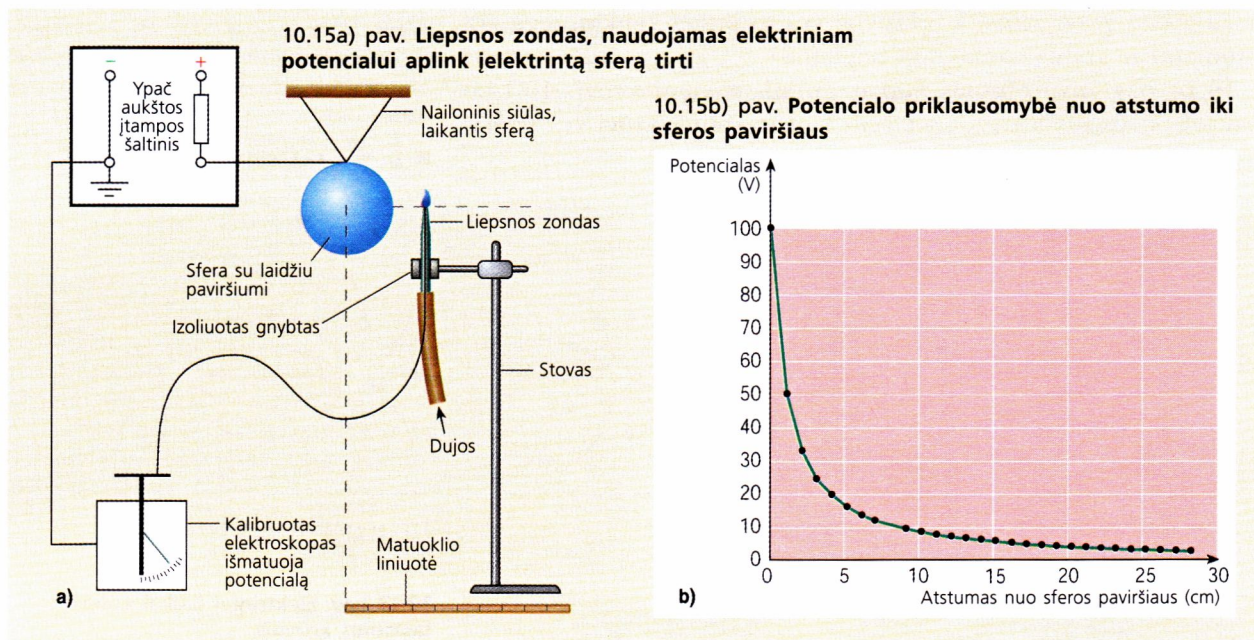 10.15a) pav. Liepsnos zondas, naudojamas elektriniam
potencialui aplink įelektrintą sferą tirti
–
+
Ypač
aukštos
įtampos
šaltinis
Nailoninis siūlas,
laikantis sferą
Liepsnos zondas
Sfera su laidžiu
paviršiumi
Izoliuotas gnybtas
Stovas
Dujos
Kalibruotas
elektroskopas
išmatuoja
potencialą
Matuoklio
liniuotė
a)
10.15b) pav. Potencialo priklausomybė nuo atstumo iki
sferos paviršiaus
Potencialas
(V)
100
90
80
70
60
50
40
30
20
10
0
0 5 10 15 20 25 30
Atstumas nuo sferos paviršiaus (cm)
b)